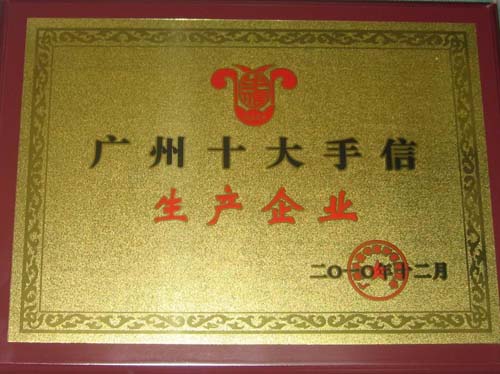 广州十大手信
生产企业
二〇一〇年十二月